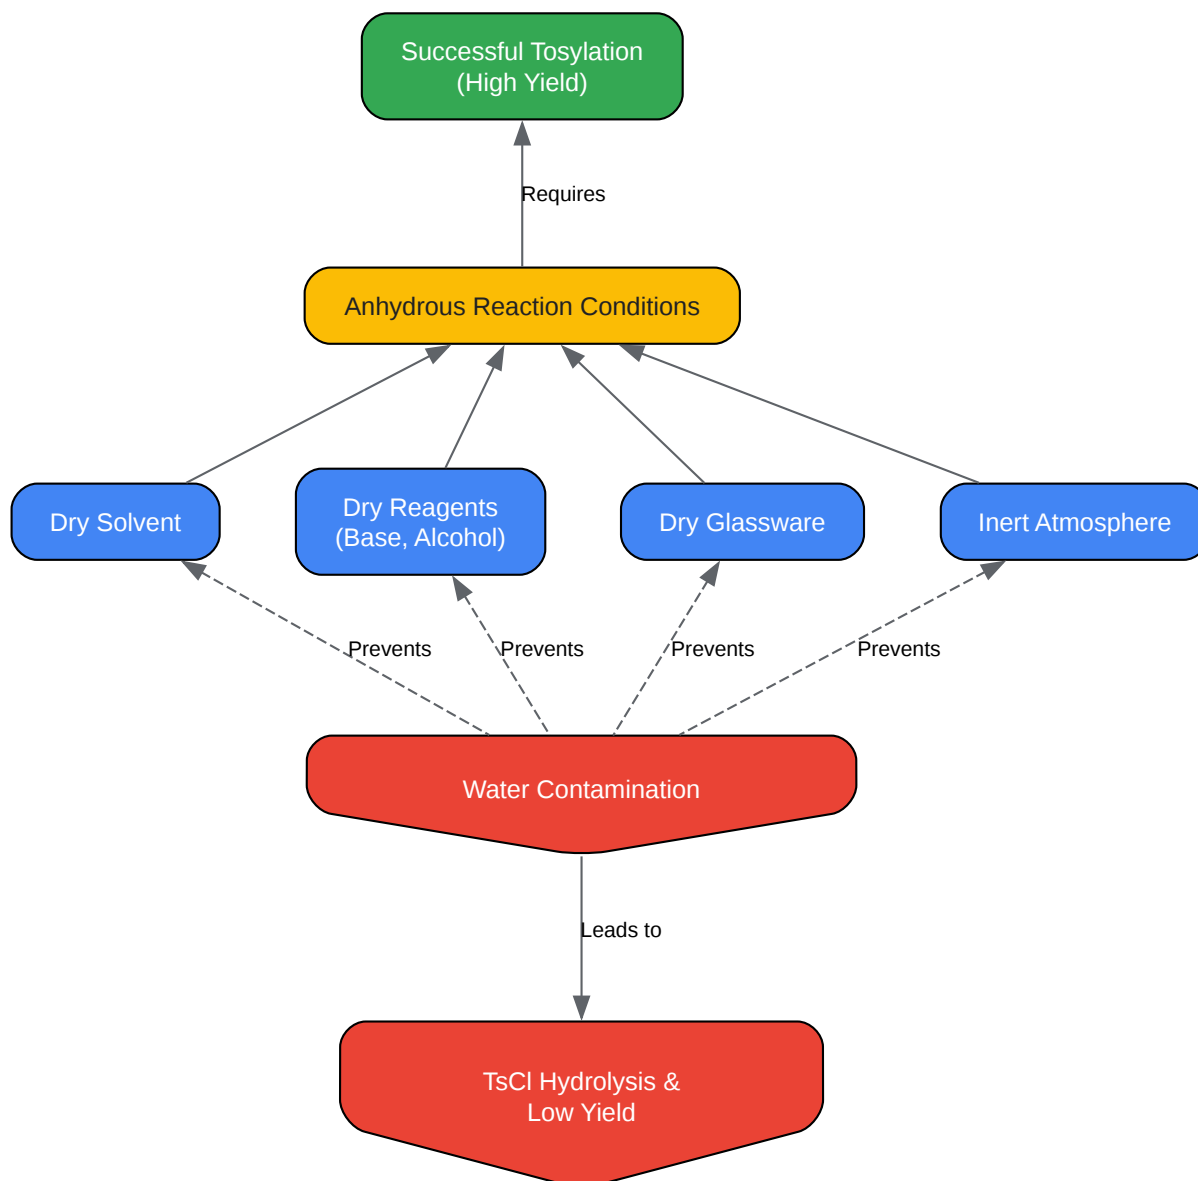 Successful Tosylation
(High Yield)
Requires
Anhydrous Reaction Conditions
Dry Solvent
Dry Reagents
(Base, Alcohol)
Dry Glassware
Inert Atmosphere
Prevents
Prevents
Prevents
Prevents
Water Contamination
Leads to
TsCl Hydrolysis &
Low Yield